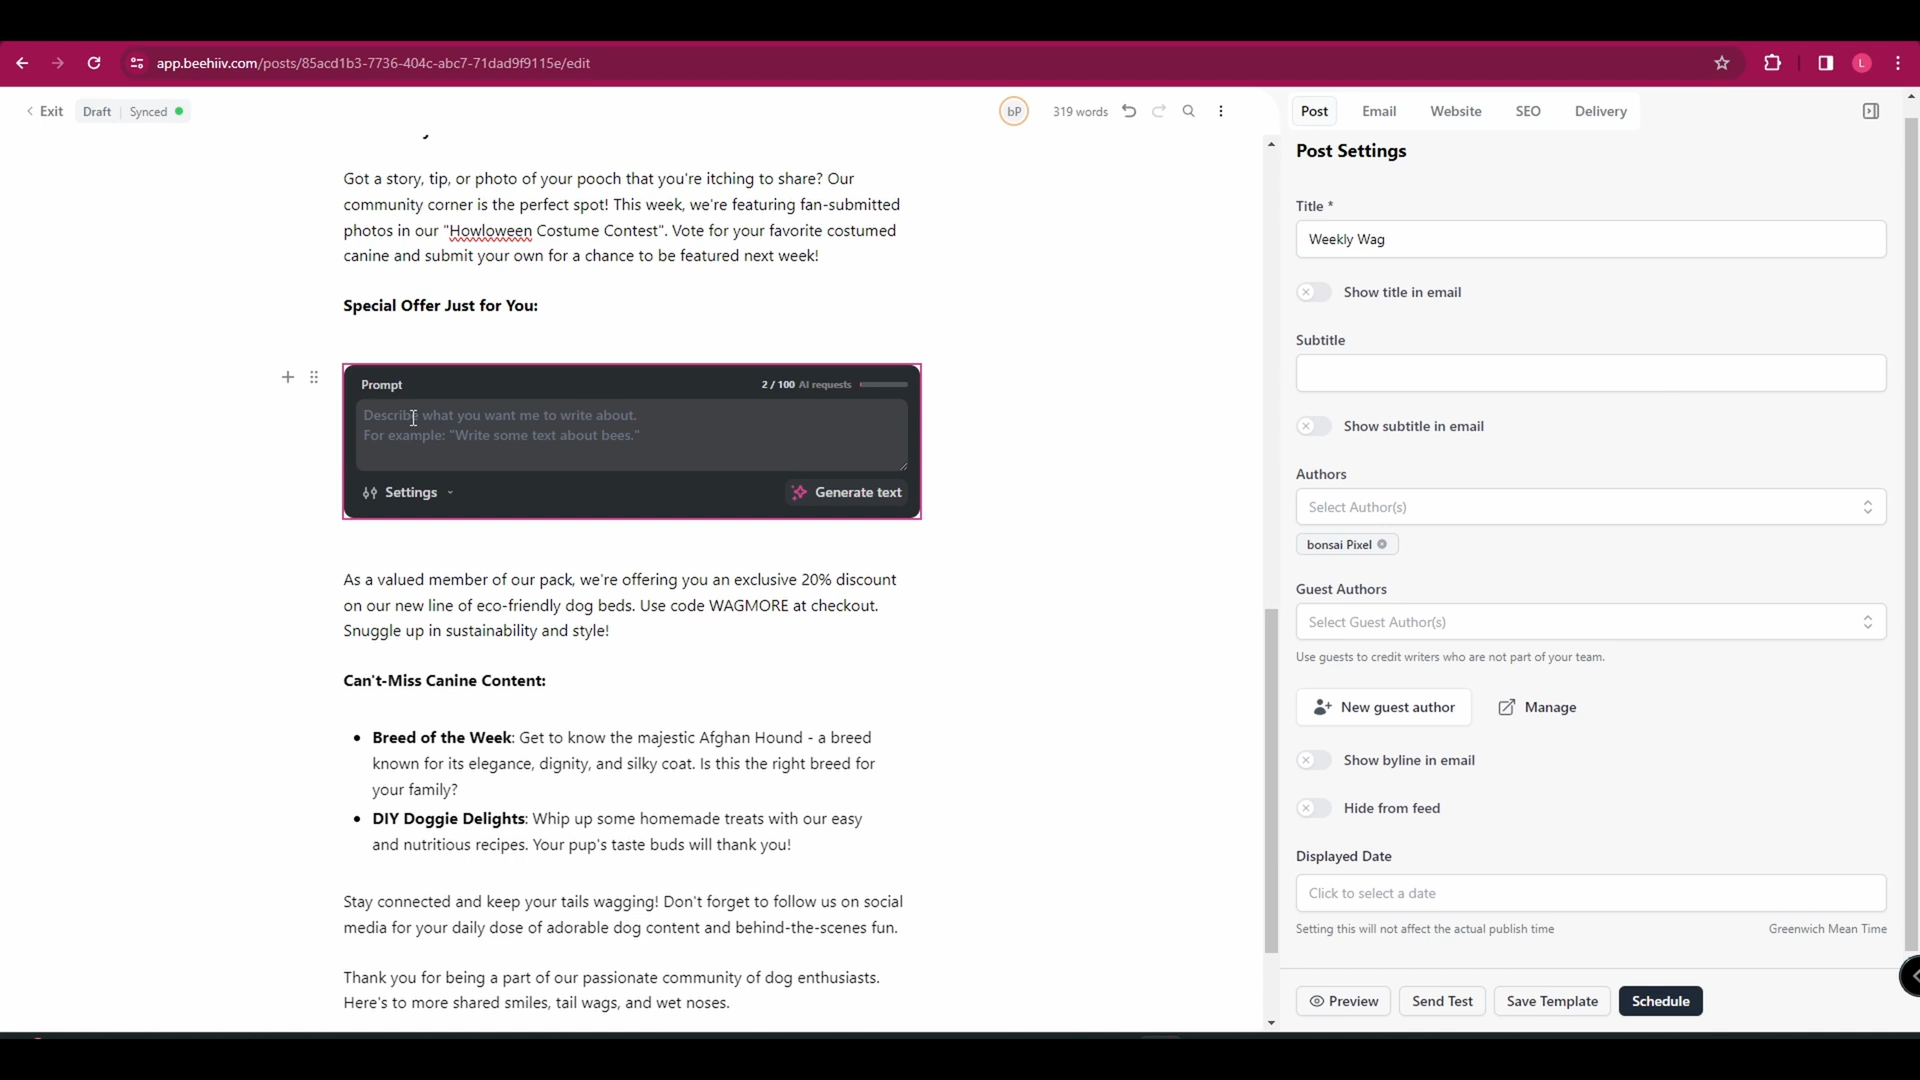 app.beehiiv.com/posts/85acd1b3-7736-404c-abc7-71dad9f9115e/edit
L
Exit
Draft | Synced
bP
319 words
Post
Email
Website
SEO
Delivery
Got a story, tip, or photo of your pooch that you're itching to share? Our
community corner is the perfect spot! This week, we're featuring fan-submitted
photos in our "Howloween Costume Contest". Vote for your favorite costumed
canine and submit your own for a chance to be featured next week!
Special Offer Just for You:
Prompt
2 / 100 AI requests
Describe what you want me to write about.
For example: "Write some text about bees."
Settings
Generate text
As a valued member of our pack, we're offering you an exclusive 20% discount
on our new line of eco-friendly dog beds. Use code WAGMORE at checkout.
Snuggle up in sustainability and style!
Can't-Miss Canine Content:
• Breed of the Week: Get to know the majestic Afghan Hound - a breed
known for its elegance, dignity, and silky coat. Is this the right breed for
your family?
• DIY Doggie Delights: Whip up some homemade treats with our easy
and nutritious recipes. Your pup's taste buds will thank you!
Stay connected and keep your tails wagging! Don't forget to follow us on social
media for your daily dose of adorable dog content and behind-the-scenes fun.
Thank you for being a part of our passionate community of dog enthusiasts.
Here's to more shared smiles, tail wags, and wet noses.
Post Settings
Title *
Weekly Wag
Show title in email
Subtitle
Show subtitle in email
Authors
Select Author(s)
bonsai Pixel
Guest Authors
Select Guest Author(s)
Use guests to credit writers who are not part of your team.
New guest author
Manage
Show byline in email
Hide from feed
Displayed Date
Click to select a date
Setting this will not affect the actual publish time
Greenwich Mean Time
Preview
Send Test
Save Template
Schedule